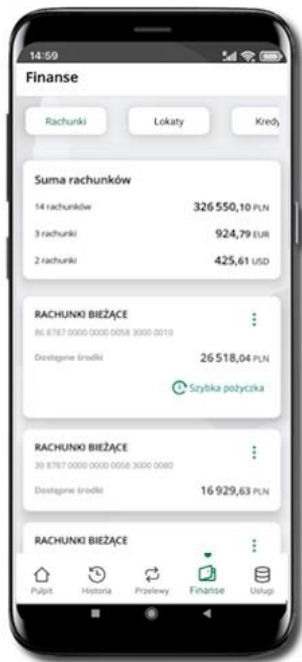 14:59
Finanse
Rachunki Lokaty Kredy
Suma rachunków
14 rachunków 326 550,10 PLN
3 rachunki 924,79 EUR
2 rachunki 425,61 USD
RACHUNKI BIEŻĄCE
86 8787 0000 0000 0058 3000 0010
Dostępne środki 26 518,04 PLN
Szybka pożyczka
RACHUNKI BIEŻĄCE
39 8787 0000 0000 0058 3000 0080
Dostępne środki 16 929,63 PLN
RACHUNKI BIEŻĄCE
Pulpit Historia Przelewy Finanse Usługi